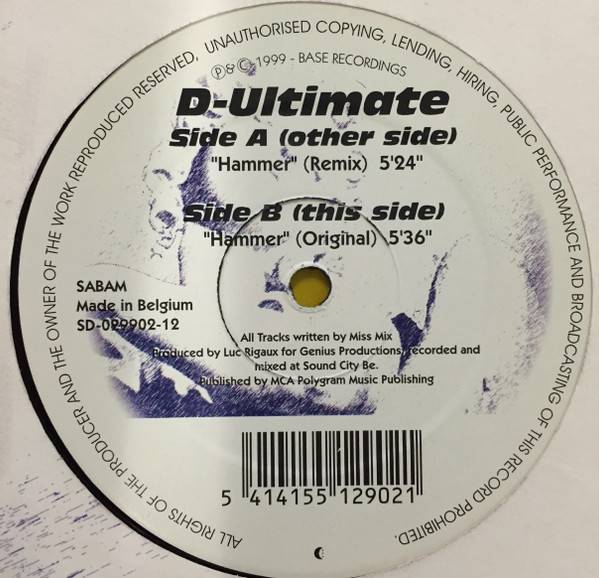 ALL RIGHTS OF THE PRODUCER AND THE OWNER OF THE WORK REPRODUCED RESERVED, UNAUTHORISED COPYING, LENDING, HIRING, PUBLIC PERFORMANCE AND BROADCASTING OF THIS RECORD PROHIBITED.
℗&© 1999 - BASE RECORDINGS
D-Ultimate
Side A (other side)
"Hammer" (Remix) 5'24"
Side B (this side)
"Hammer" (Original) 5'36"
SABAM
Made in Belgium
SD-029902-12
All Tracks written by Miss Mix
Produced by Luc Rigaux for Genius Productions, recorded and
mixed at Sound City Be.
Published by MCA Polygram Music Publishing
5 414155 129021